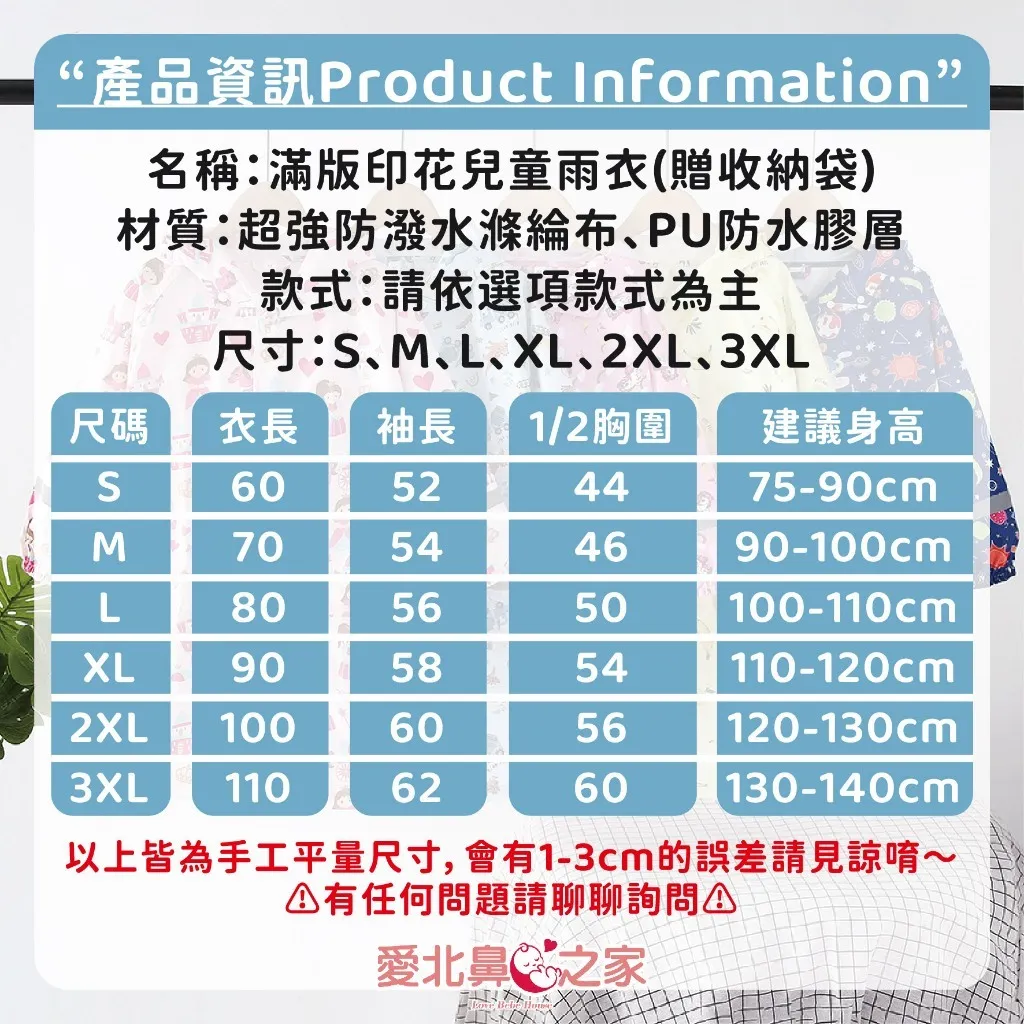 “產品資訊Product Information”
名稱：滿版印花兒童雨衣(贈收納袋)
材質：超強防潑水滌綸布、PU防水膠層
款式：請依選項款式為主
尺寸：S、M、L、XL、2XL、3XL
尺碼 衣長 袖長 1/2胸圍 建議身高
S 60 52 44 75-90cm
M 70 54 46 90-100cm
L 80 56 50 100-110cm
XL 90 58 54 110-120cm
2XL 100 60 56 120-130cm
3XL 110 62 60 130-140cm
以上皆為手工平量尺寸, 會有1-3cm的誤差請見諒唷～
⚠有任何問題請聊聊詢問⚠
愛北鼻之家
Love Bebe House